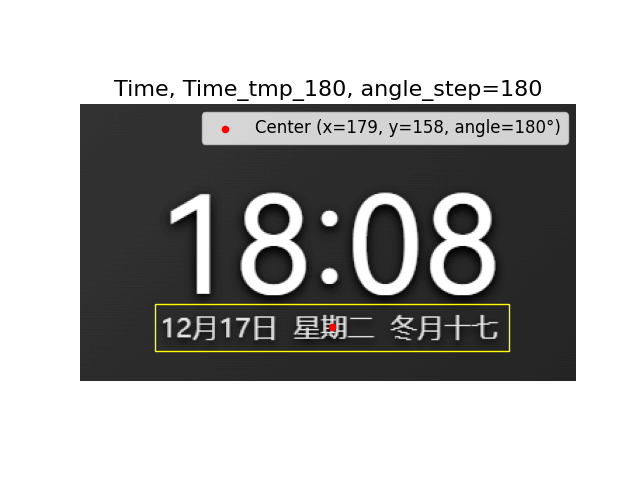 Time, Time_tmp_180, angle_step=180
Center (x=179, y=158, angle=180°)
18:08
12月17日 星期二 冬月十七